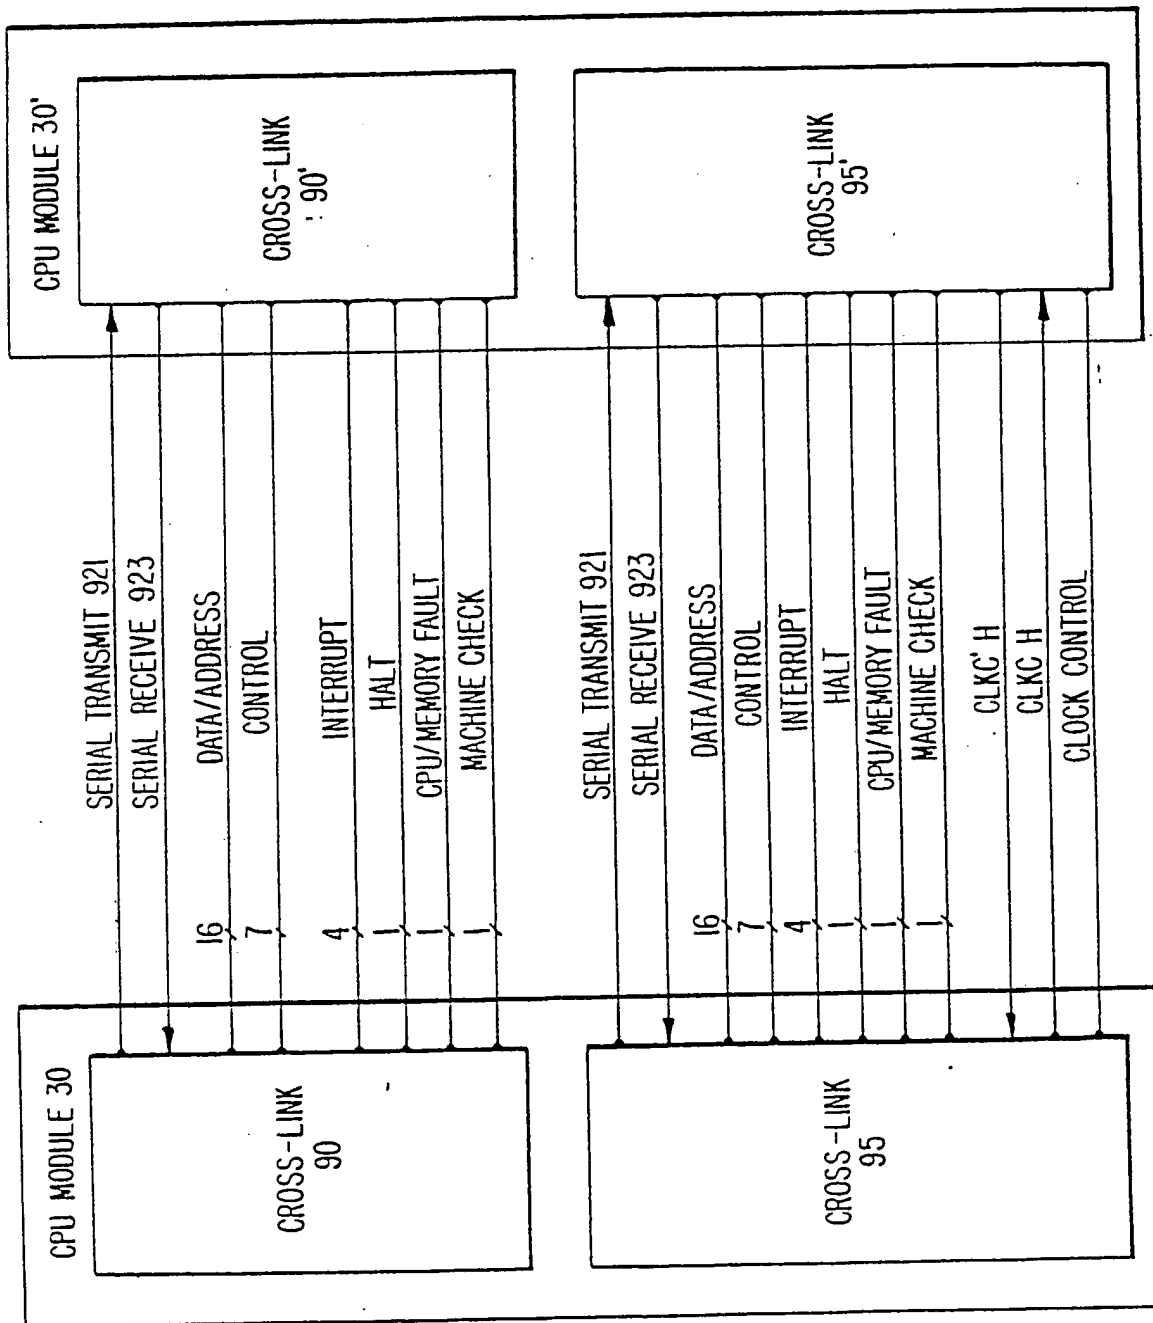 CPU MODULE 30
CROSS-LINK
90
SERIAL TRANSMIT 921
SERIAL RECEIVE 923
16
DATA/ADDRESS
7
CONTROL
4
INTERRUPT
1
HALT
1
CPU/MEMORY FAULT
1
MACHINE CHECK
CPU MODULE 30'
CROSS-LINK
90'
CROSS-LINK
95
SERIAL TRANSMIT 921
SERIAL RECEIVE 923
16
DATA/ADDRESS
7
CONTROL
4
INTERRUPT
1
HALT
1
CPU/MEMORY FAULT
1
MACHINE CHECK
CLKC' H
CLKC H
CLOCK CONTROL
CROSS-LINK
95'